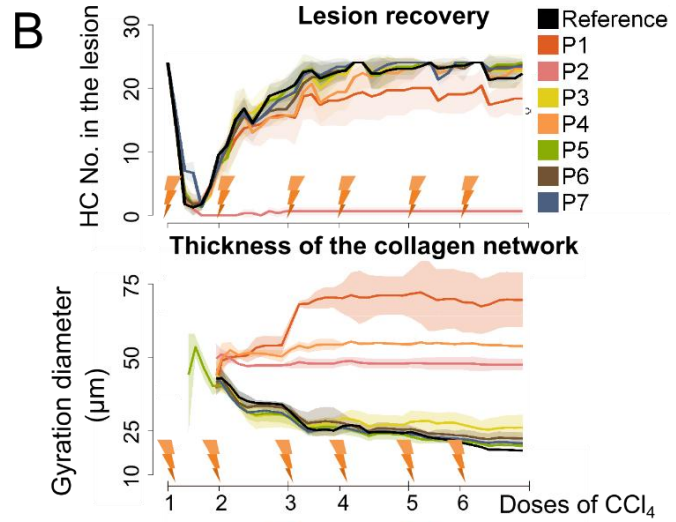 B
Lesion recovery
HC No. in the lesion
30
20
10
0
Reference
P1
P2
P3
P4
P5
P6
P7
Thickness of the collagen network
Gyration diameter
(μm)
75
50
25
10
1 2 3 4 5 6 Doses of CCl₄